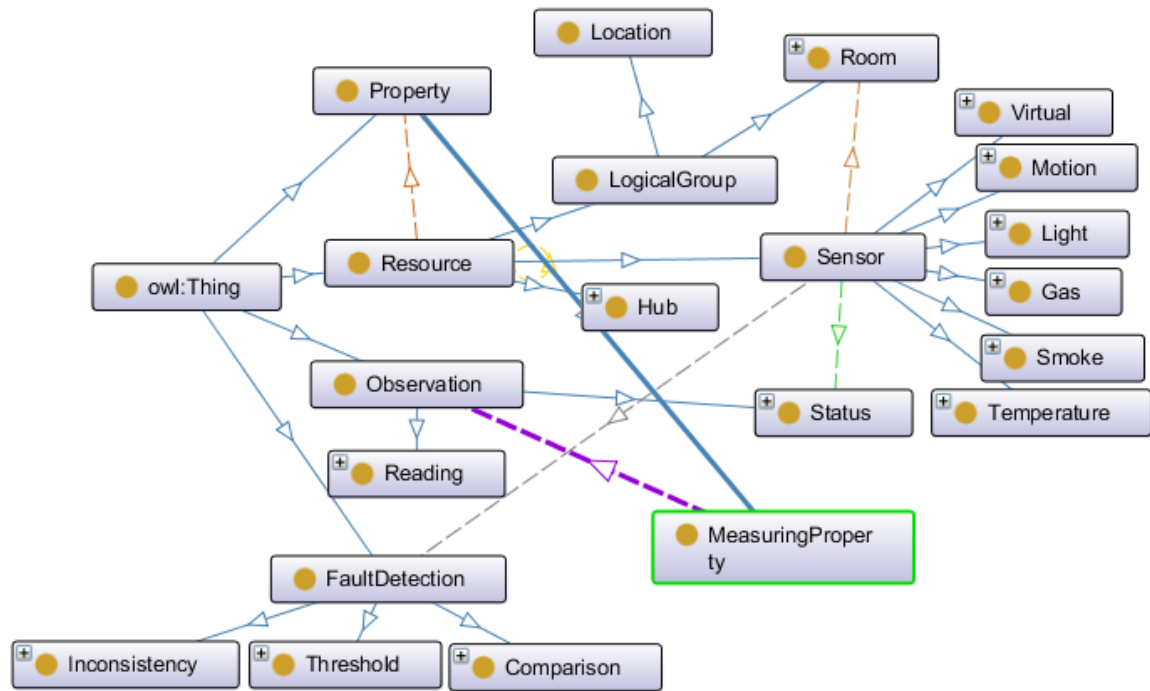 Location
Room
Property
Virtual
Motion
LogicalGroup
Light
Resource
Sensor
owl:Thing
Gas
Hub
Smoke
Observation
Status
Temperature
Reading
MeasuringProper
ty
FaultDetection
Inconsistency
Threshold
Comparison